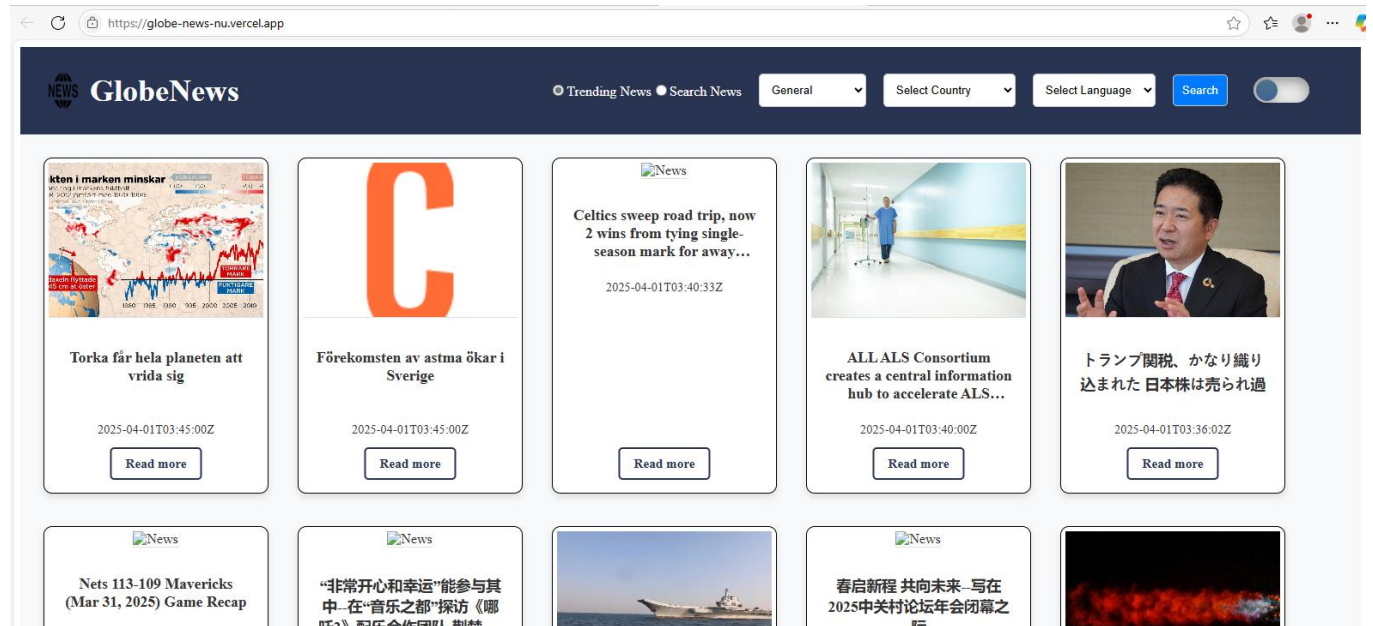 https://globe-news-nu.vercel.app
NEWS GlobeNews
Trending News Search News General Select Country Select Language Search
kten i marken minskar
TORRARE
MARK
FUKTIGARE
MARK
C
News
Celtics sweep road trip, now
2 wins from tying single-
season mark for away...
2025-04-01T03:40:33Z
Torka får hela planeten att
vrida sig
Förekomsten av astma ökar i
Sverige
ALL ALS Consortium
creates a central information
hub to accelerate ALS...
トランプ関税、かなり織り
込まれた 日本株は売られ過
2025-04-01T03:45:00Z
2025-04-01T03:45:00Z
2025-04-01T03:40:00Z
2025-04-01T03:36:02Z
Read more
Read more
Read more
Read more
Read more
News
Nets 113-109 Mavericks
(Mar 31, 2025) Game Recap
News
“非常开心和幸运”能参与其
中--在“音乐之都”探访《哪
News
春启新程 共向未来--写在
2025中关村论坛年会闭幕之